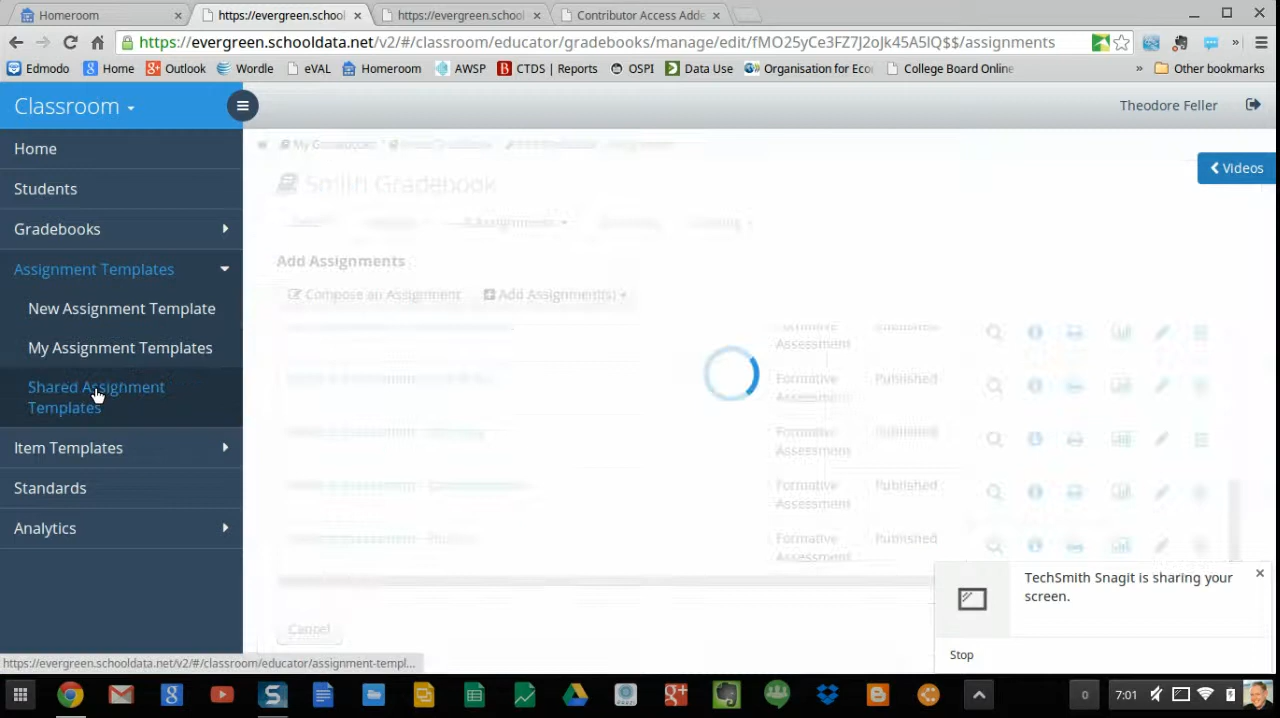 Homeroom
https://evergreen.school
https://evergreen.school
Contributor Access Adde
https://evergreen.schooldata.net/v2/#/classroom/educator/gradebooks/manage/edit/fMO25yCe3FZ7J2oJk45A5lQ$$/assignments
Edmodo
Home
Outlook
Wordle
eVAL
Homeroom
AWSP
CTDS | Reports
OSPI
Data Use
Organisation for Eco
College Board Online
»
Other bookmarks
Classroom
Theodore Feller
Home
Students
Gradebooks
Assignment Templates
New Assignment Template
My Assignment Templates
Shared Assignment
Templates
Item Templates
Standards
Analytics
My Gradebooks
Videos
Smith Gradebook
Assignments
Add Assignments
Compose an Assignment
Add Assignment(s)
Formative
Assessment
Published
Formative
Assessment
Published
Formative
Assessment
Published
Formative
Assessment
Published
Formative
Assessment
Published
Cancel
TechSmith Snagit is sharing your
screen.
Stop
https://evergreen.schooldata.net/v2/#/classroom/educator/assignment-templ...
0
7:01